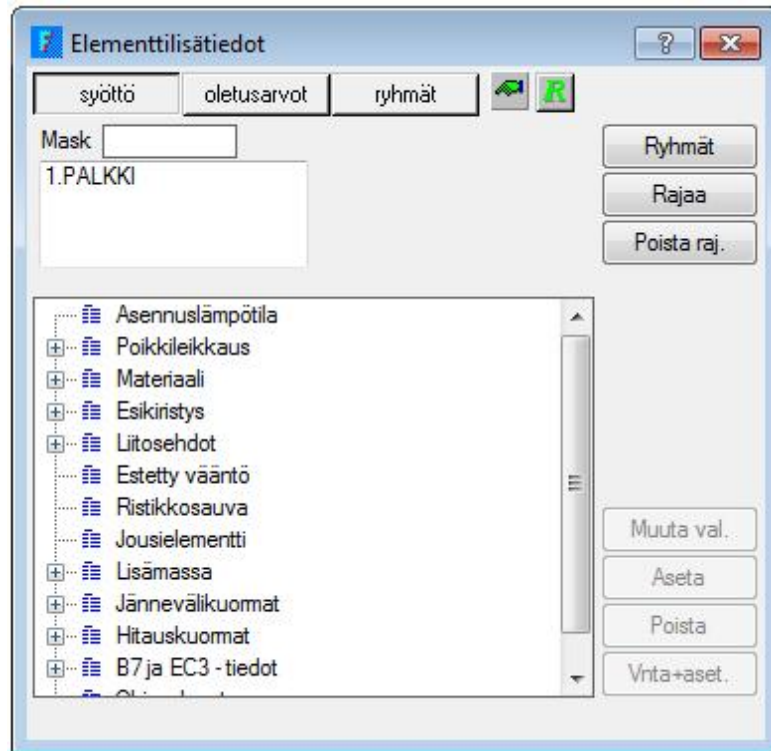 Elementtilisätiedot
syöttö oletusarvot ryhmät R
Mask
1.PALKKI
Ryhmät
Rajaa
Poista raj.
Asennuslämpötila
Poikkileikkaus
Materiaali
Esikiristys
Liitosehdot
Estetty vääntö
Ristikkosauva
Jousielementti
Lisämassa
Jännevälikuormat
Hitauskuormat
B7 ja EC3 - tiedot
Muuta val.
Aseta
Poista
Vnta+aset.